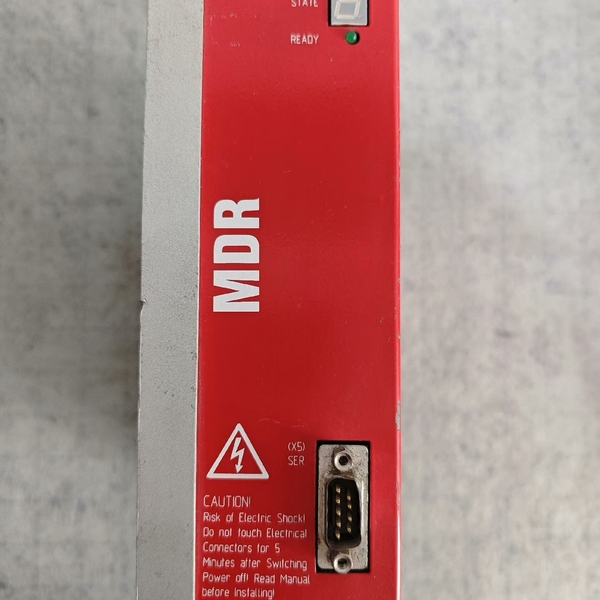 STATE
READY
MDR
(X5)
SER
CAUTION!
Risk of Electric Shock!
Do not touch Electrical
Connectors for 5
Minutes after Switching
Power off! Read Manual
before Installing!